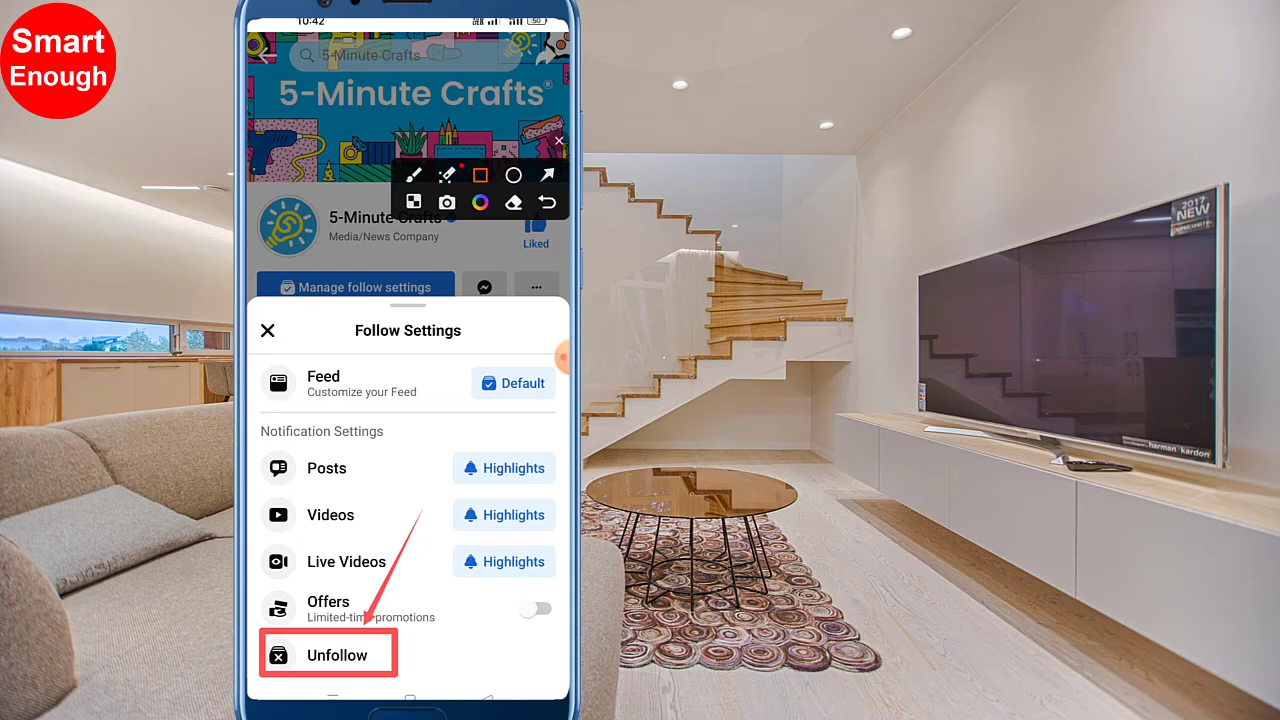 Smart
Enough
10:42
50
5-Minute Crafts
5-Minute Crafts®
5-Minute Crafts
Media/News Company
Liked
Manage follow settings
Follow Settings
Feed
Customize your Feed
Default
Notification Settings
Posts
Highlights
Videos
Highlights
Live Videos
Highlights
Offers
Limited-time promotions
Unfollow
2017
NEW
harman/kardon